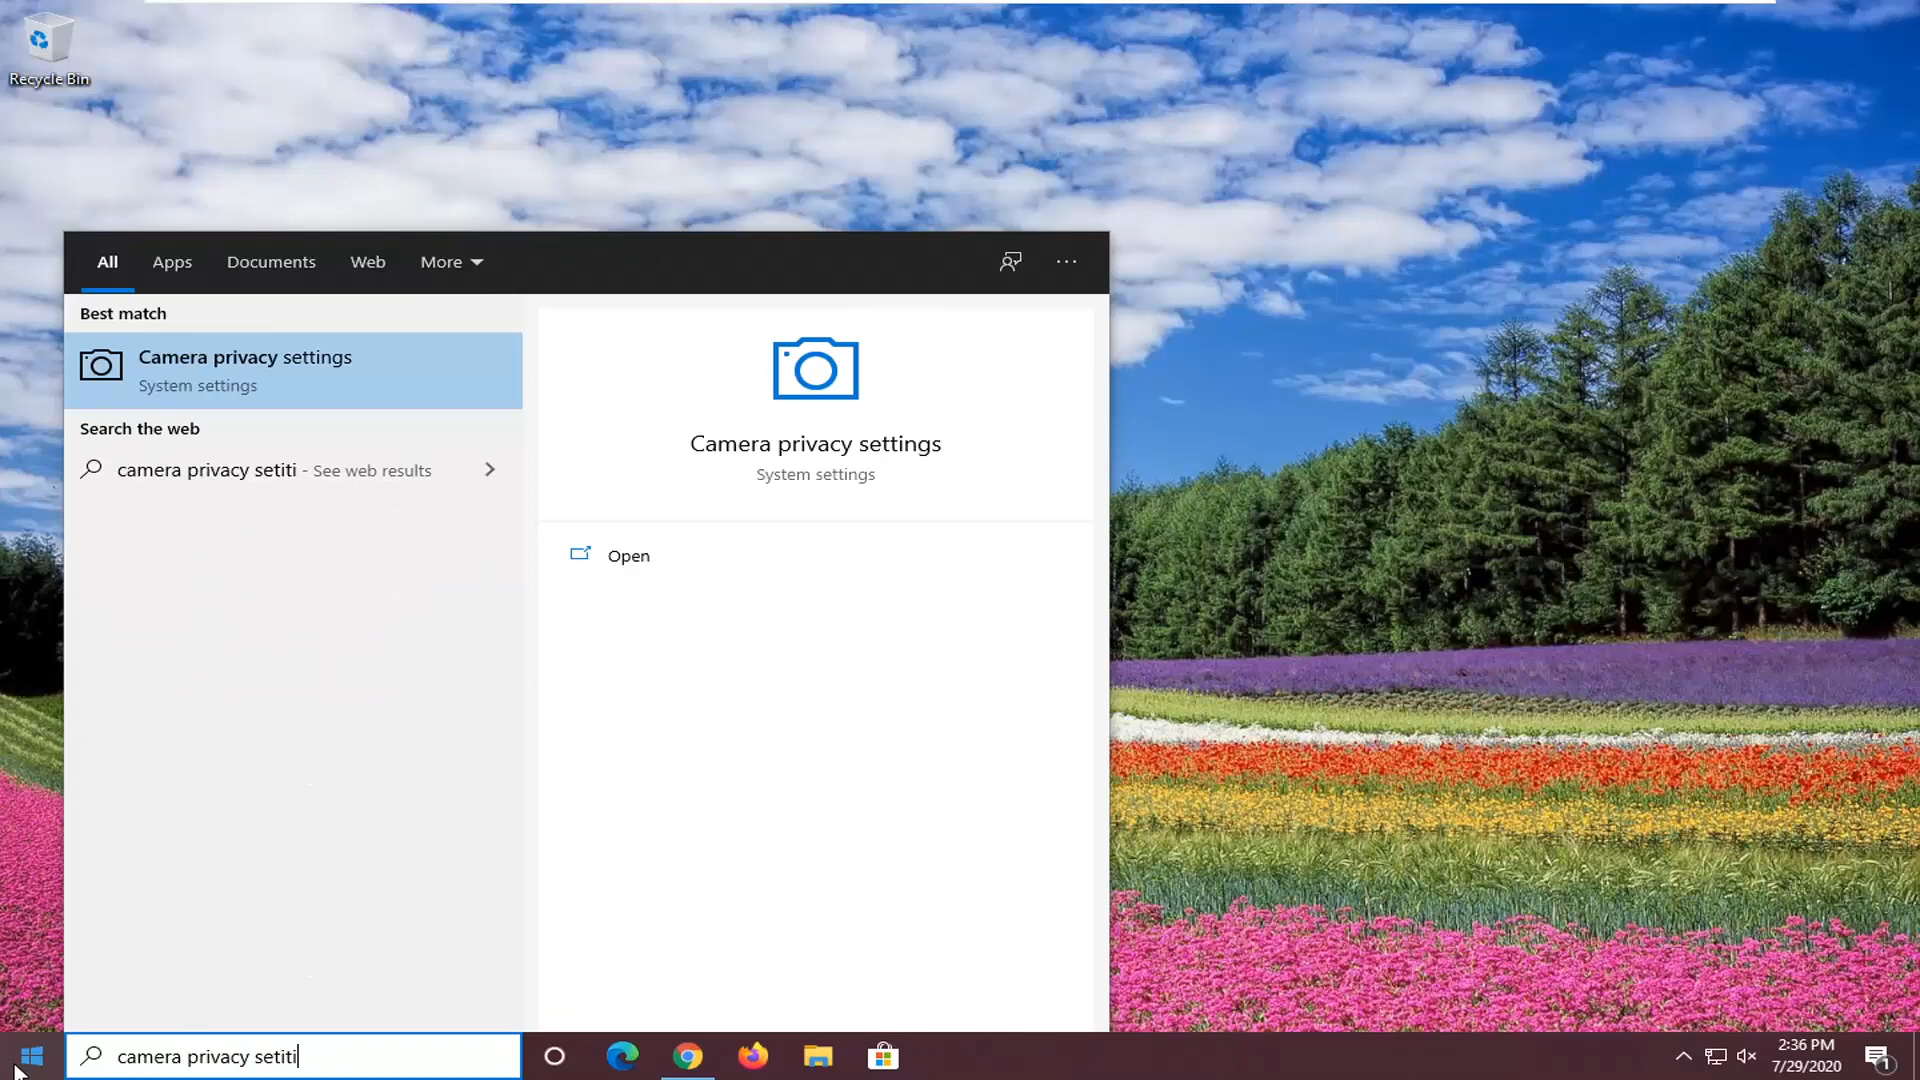 Recycle Bin
All Apps Documents Web More
Best match
Camera privacy settings
System settings
Search the web
camera privacy setiti - See web results
Camera privacy settings
System settings
Open
camera privacy setiti
2:36 PM
7/29/2020
1